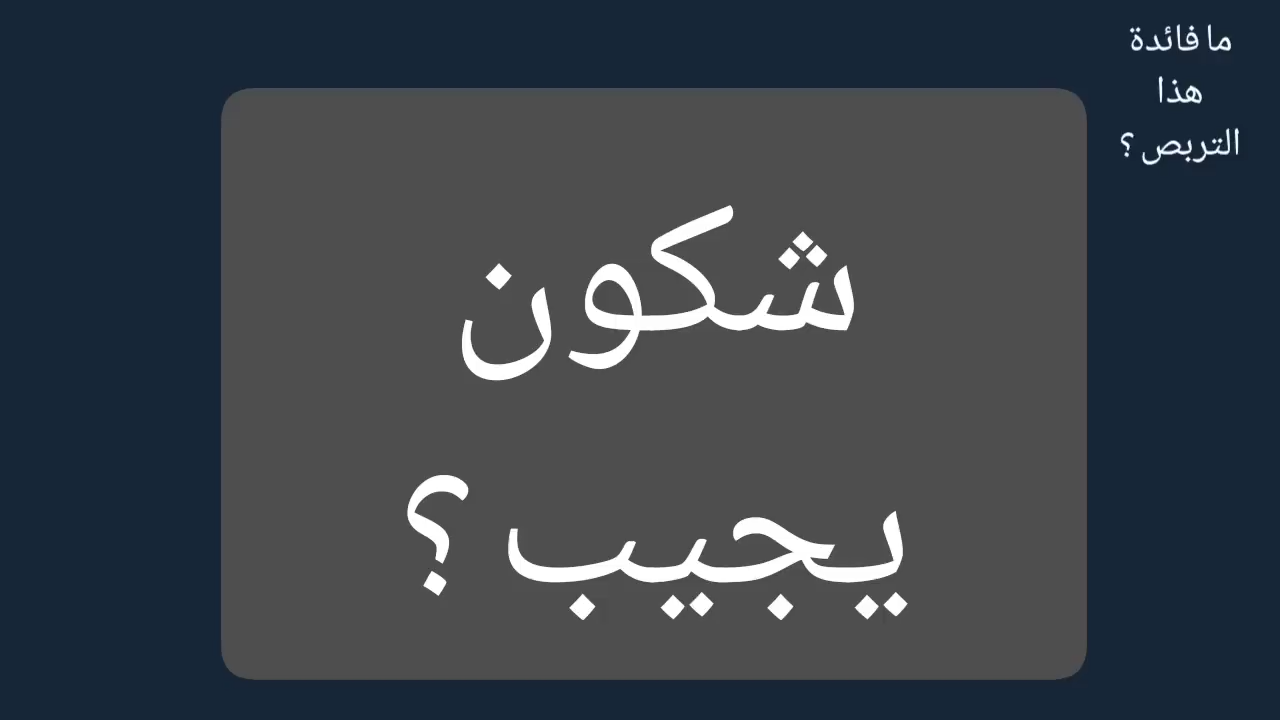 ما فائدة
هذا
التربص ؟
شكون
يجيب ؟